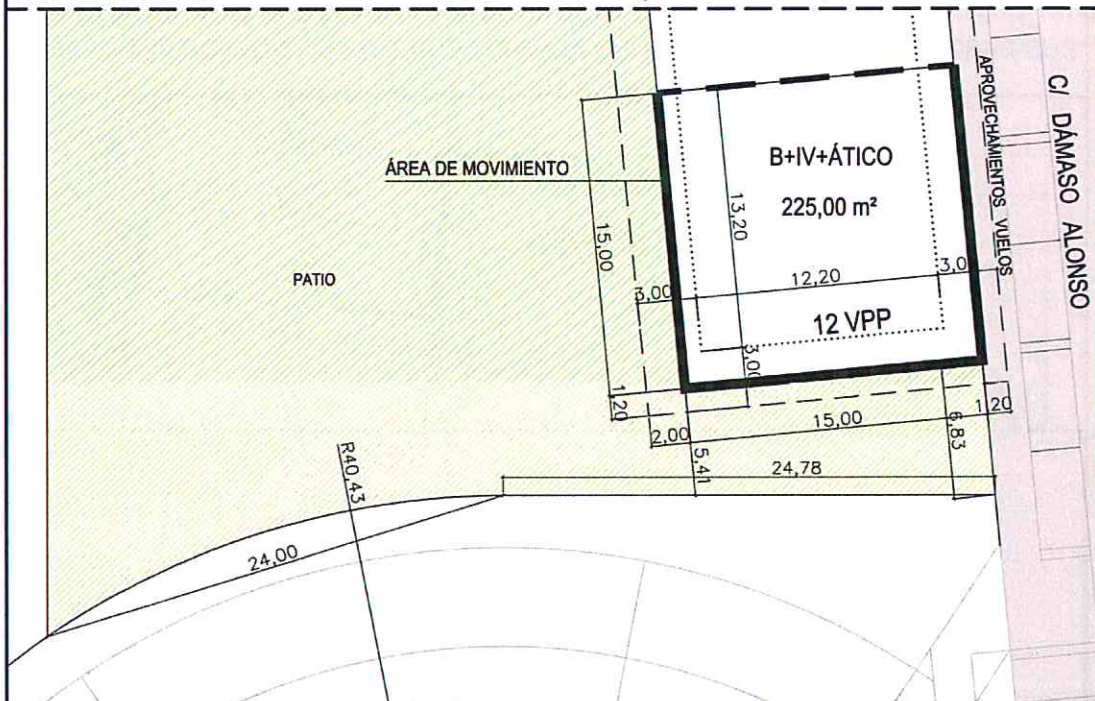 ÁREA DE MOVIMIENTO
B+IV+ÁTICO
225,00 m²
APROVECHAMIENTOS VUELOS
C/ DÁMASO ALONSO
13,20
15,00
PATIO
3,00
12,20
3,0
12 VPP
3,00
1,20
2,00
15,00
1,20
5,41
6,83
24,78
R40,43
24,00